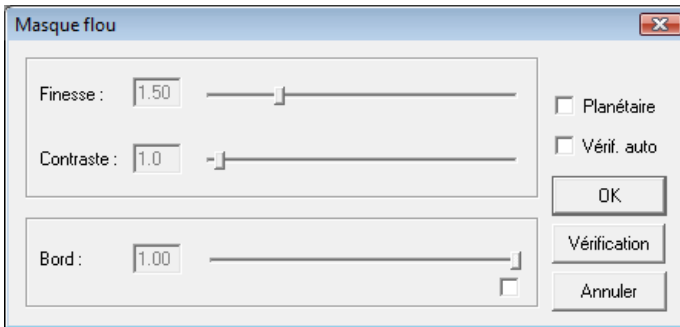 Masque flou
Finesse : 1.50
Planétaire
Contraste : 1.0
Vérif. auto
OK
Bord : 1.00
Vérification
Annuler